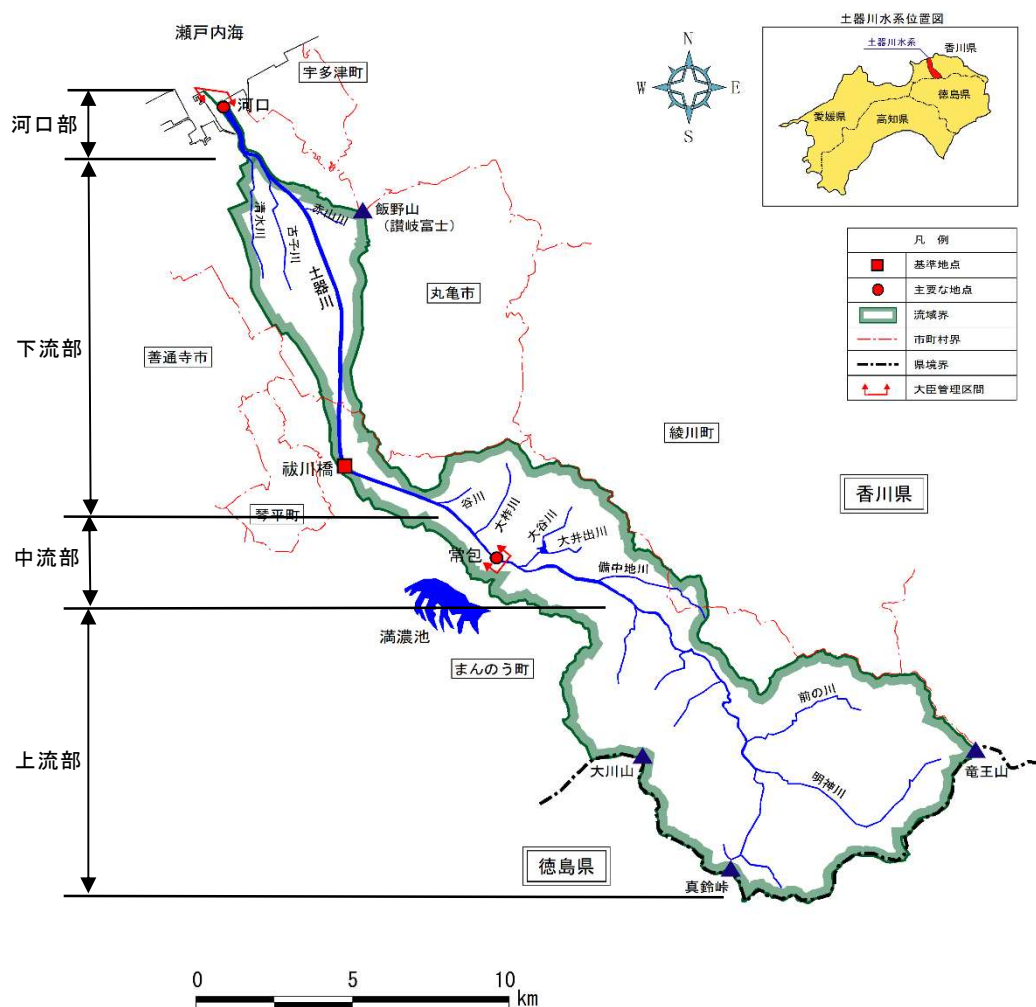 土器川水系位置図
土器川水系
香川県
徳島県
愛媛県
高知県
N
W
E
S
瀬戸内海
宇多津町
河口
河口部
飯野山
(讃岐富士)
赤山川
清水川
古子川
土器川
丸亀市
凡 例
基準地点
主要な地点
流域界
市町村界
県境界
大臣管理区間
下流部
善通寺市
綾川町
祓川橋
香川県
琴平町
谷川
大柞川
大谷川
大井出川
中流部
常包
備中地川
満濃池
まんのう町
前の川
上流部
大川山
明神川
竜王山
徳島県
真鈴峠
0
5
10
km